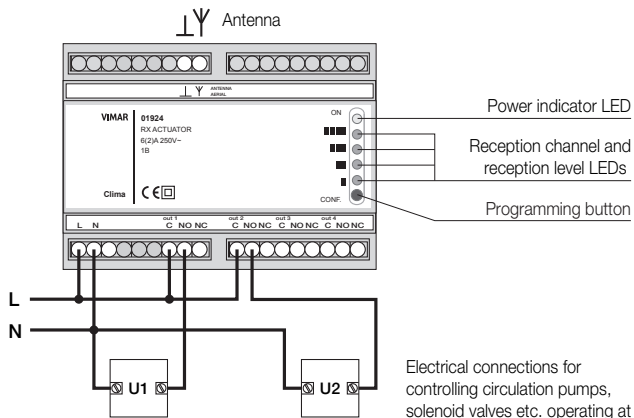 Antenna
ANTENNA
AERIAL
VIMAR
01924
RX ACTUATOR
6(2)A 250V~
1B
Clima
CE
ON
CONF.
Power indicator LED
Reception channel and
reception level LEDs
Programming button
out 1 out 2 out 3 out 4
L N C NO NC C NO NC C NO NC C NO NC
L
N
U1
U2
Electrical connections for
controlling circulation pumps,
solenoid valves etc. operating at